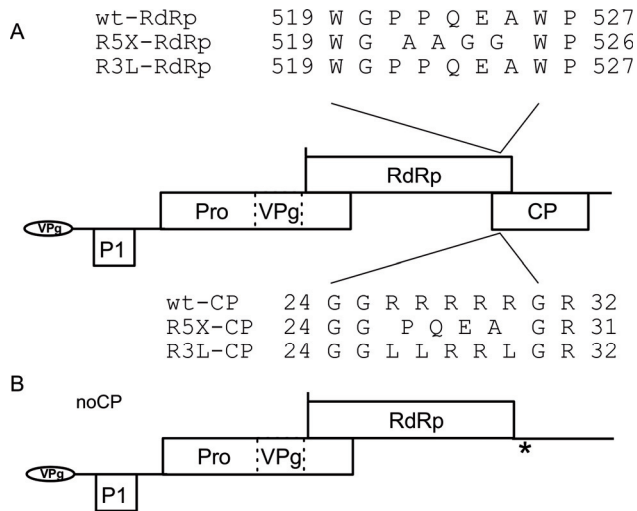 A
wt-RdRp 519 W G P P Q E A W P 527
R5X-RdRp 519 W G A A G G W P 526
R3L-RdRp 519 W G P P Q E A W P 527
RdRp
Pro VPg CP
VPg
P1
wt-CP 24 G G R R R R R G R 32
R5X-CP 24 G G P Q E A G R 31
R3L-CP 24 G G L L R R L G R 32
B
noCP
RdRp
*
Pro VPg
VPg
P1